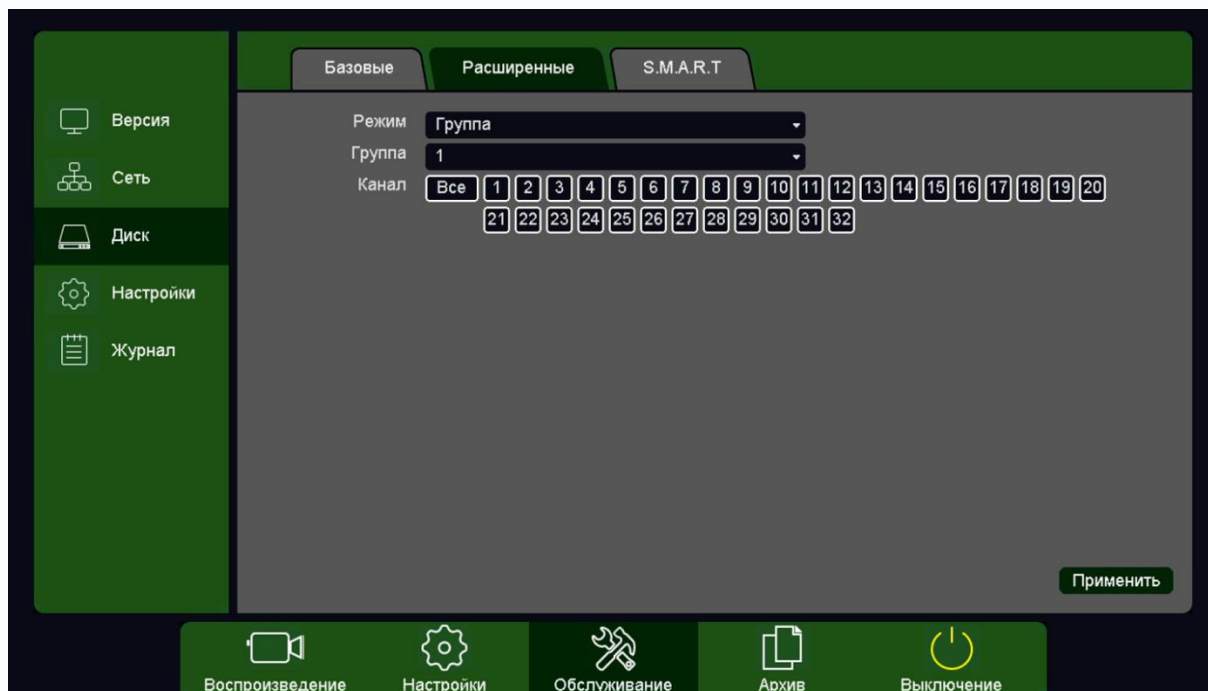 Базовые Расширенные S.M.A.R.T
Версия
Сеть
Диск
Настройки
Журнал
Режим Группа
Группа 1
Канал Все 1 2 3 4 5 6 7 8 9 10 11 12 13 14 15 16 17 18 19 20
21 22 23 24 25 26 27 28 29 30 31 32
Применить
Воспроизведение Настройки Обслуживание Архив Выключение